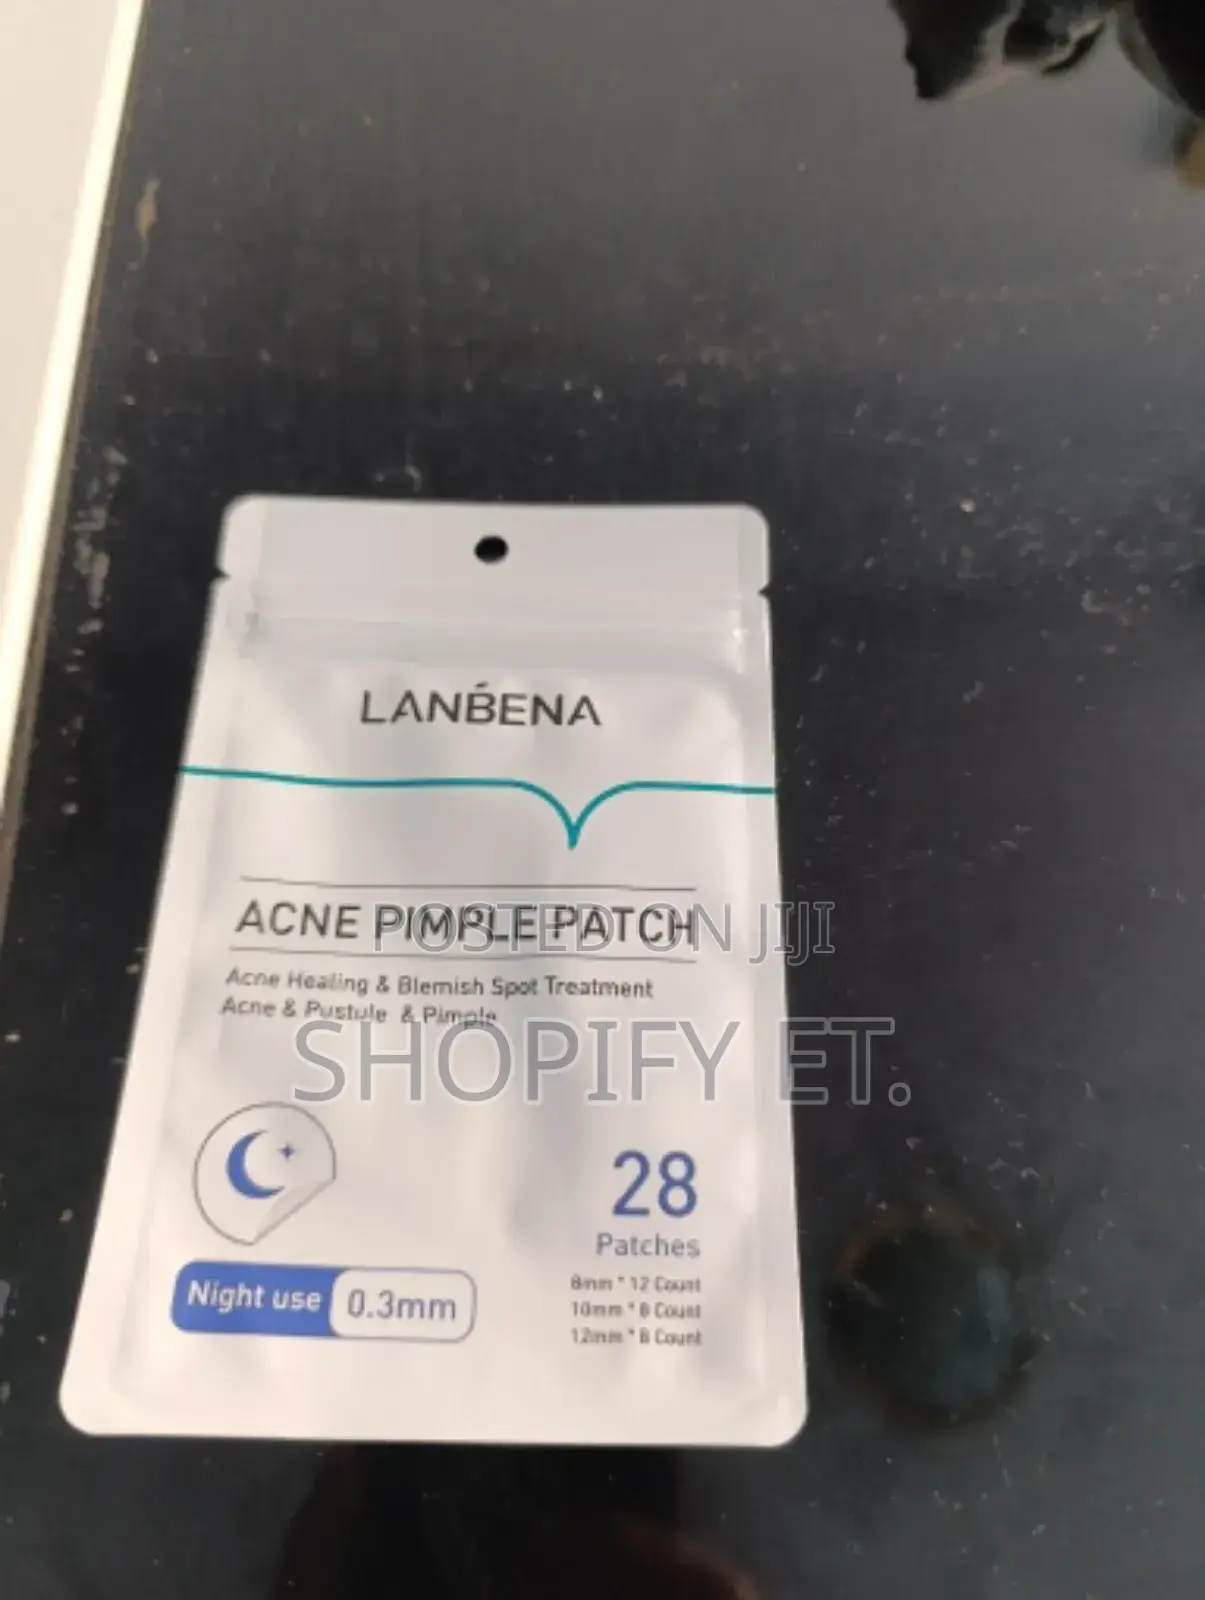 LANBENA
ACNE PIMPLE PATCH
POSTED ON JIJI
Acne Healing & Blemish Spot Treatment
Acne & Pustule & Pimple
SHOPIFY ET.
28
Patches
8mm * 12 Count
10mm * 8 Count
12mm * 8 Count
Night use 0.3mm